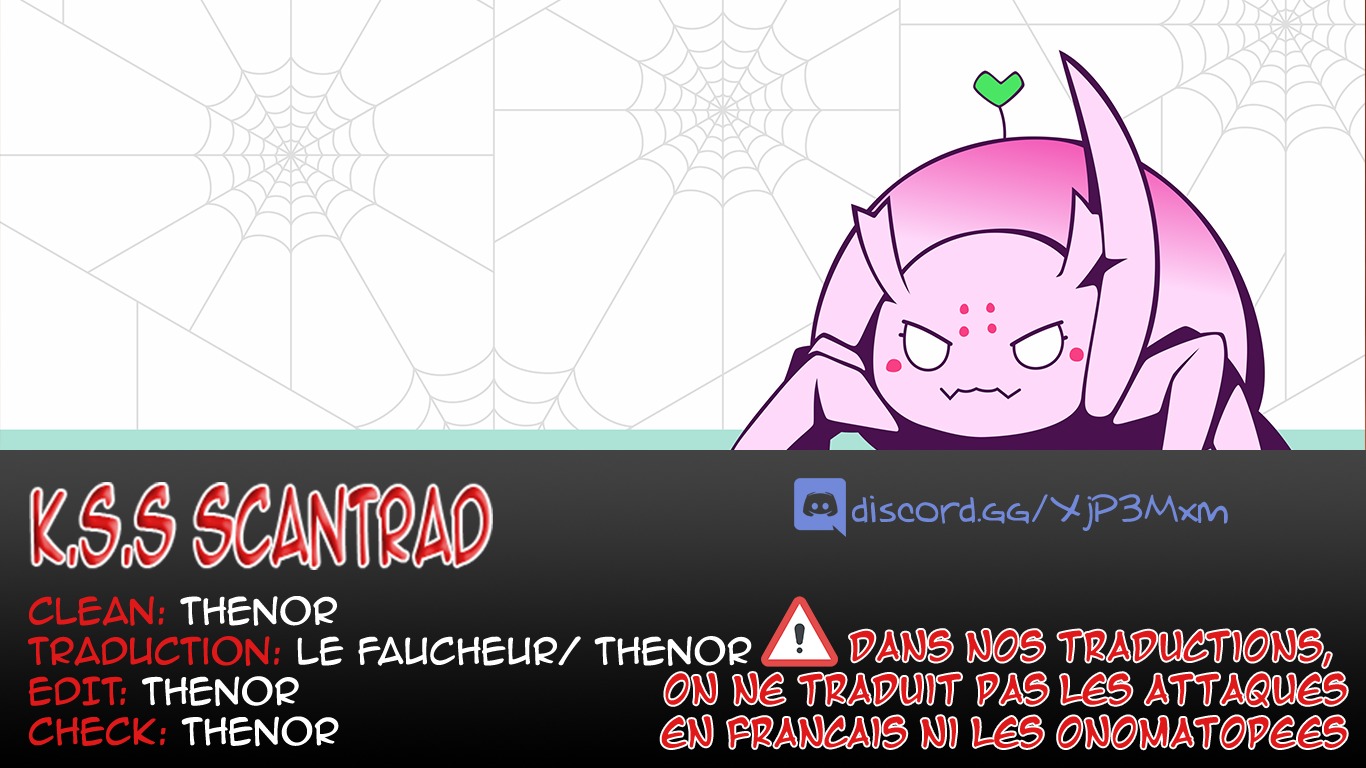 K.S.S SCANTRAD
discord.gg/XjP3Mxm
CLEAN: THENOR
TRADUCTION: LE FAUCHEUR/ THENOR
EDIT: THENOR
CHECK: THENOR
DANS NOS TRADUCTIONS,
ON NE TRADUIT PAS LES ATTAQUES
EN FRANCAIS NI LES ONOMATOPEES